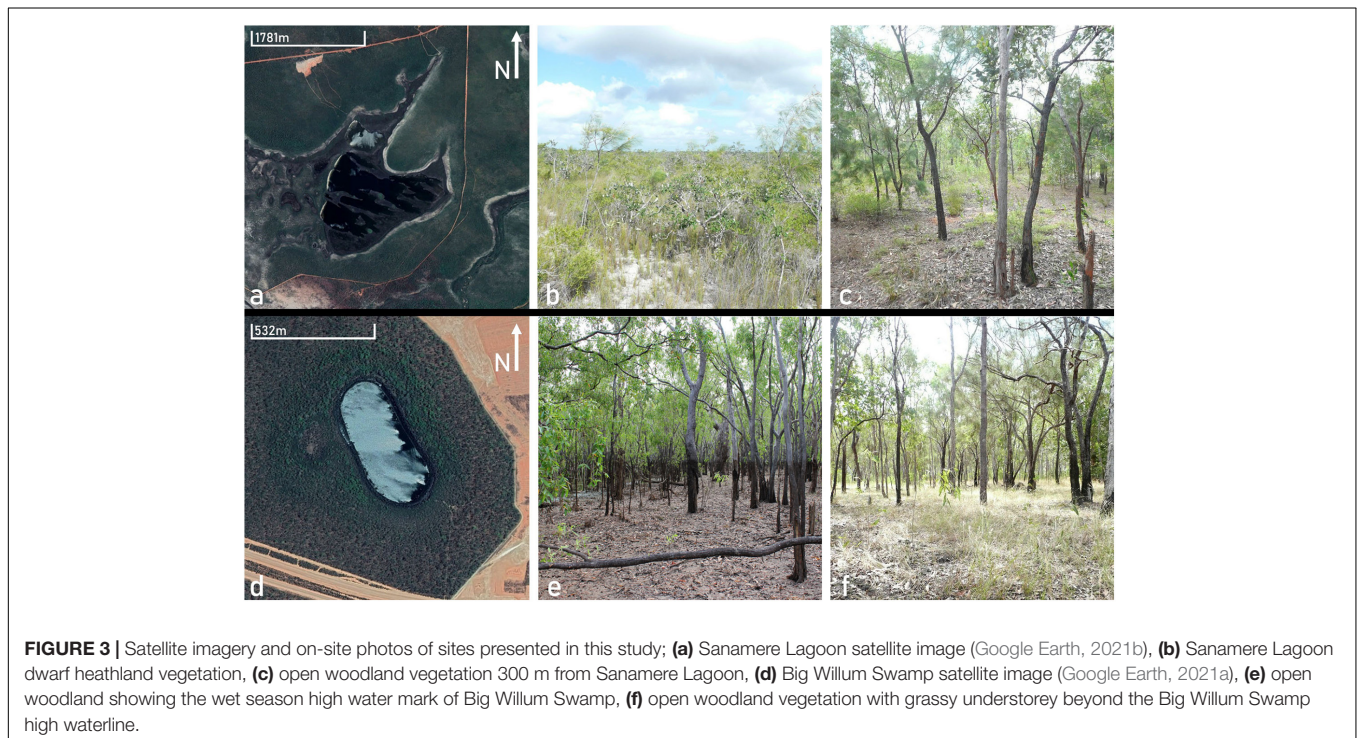 1781m
N
a
b
c
532m
N
d
e
f
FIGURE 3 | Satellite imagery and on-site photos of sites presented in this study; (a) Sanamere Lagoon satellite image (Google Earth, 2021b), (b) Sanamere Lagoon
dwarf heathland vegetation, (c) open woodland vegetation 300 m from Sanamere Lagoon, (d) Big Willum Swamp satellite image (Google Earth, 2021a), (e) open
woodland showing the wet season high water mark of Big Willum Swamp, (f) open woodland vegetation with grassy understorey beyond the Big Willum Swamp
high waterline.